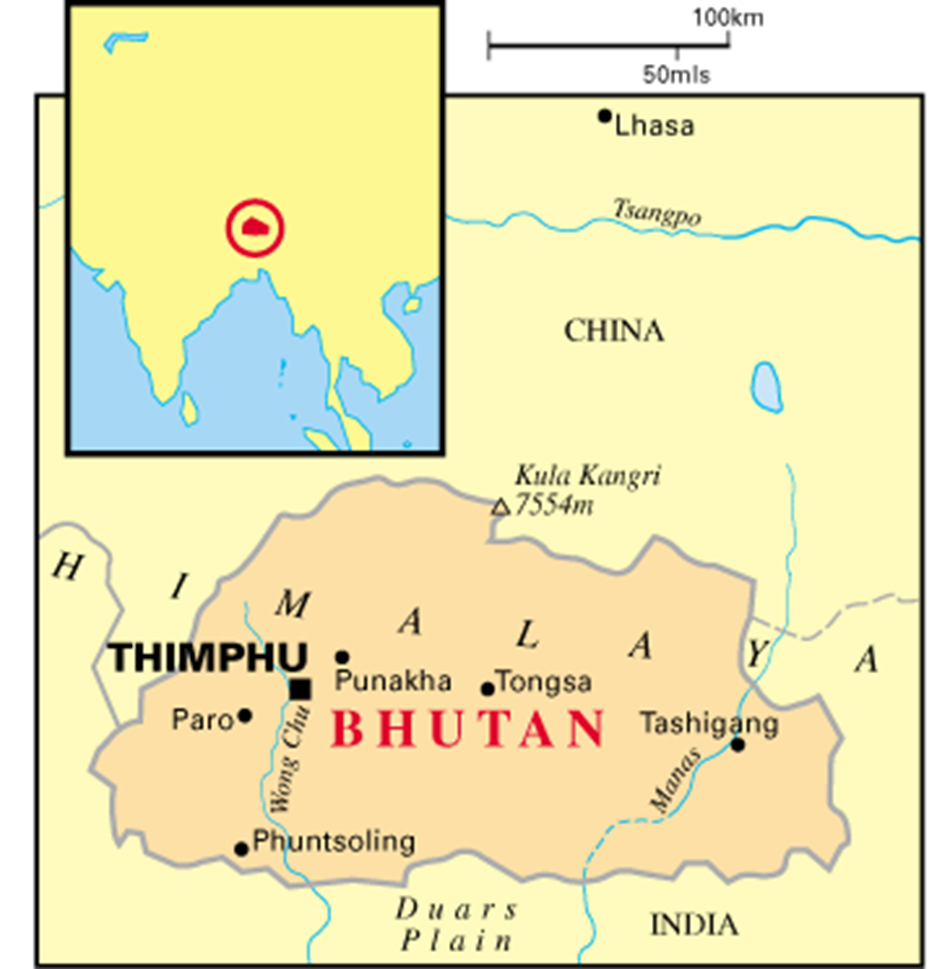 100km
50mls
Lhasa
Tsangpo
CHINA
Kula Kangri
7554m
H I M A L A Y A
THIMPHU
Punakha
Tongsa
Paro
BHUTAN
Tashigang
Wong Chu
Manas
Phuntsoling
Duars
Plain
INDIA